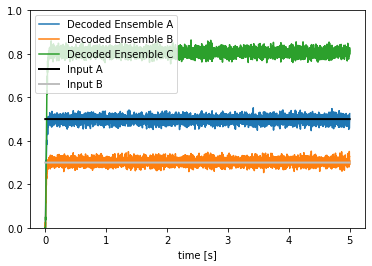 1.0
0.8
0.6
0.4
0.2
0.0
Decoded Ensemble A
Decoded Ensemble B
Decoded Ensemble C
Input A
Input B
0 1 2 3 4 5
time [s]